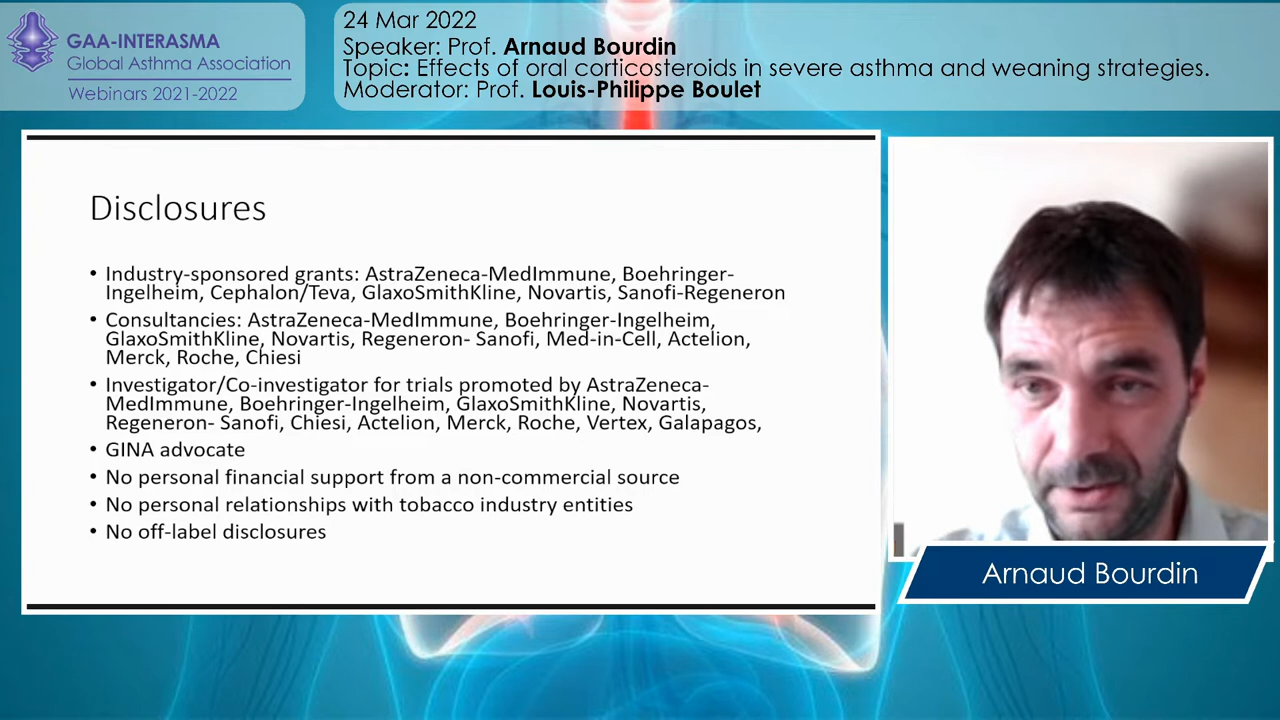 GAA-INTERASMA
Global Asthma Association
Webinars 2021-2022
24 Mar 2022
Speaker: Prof. Arnaud Bourdin
Topic: Effects of oral corticosteroids in severe asthma and weaning strategies.
Moderator: Prof. Louis-Philippe Boulet
Disclosures
• Industry-sponsored grants: AstraZeneca-MedImmune, Boehringer-
Ingelheim, Cephalon/Teva, GlaxoSmithKline, Novartis, Sanofi-Regeneron
• Consultancies: AstraZeneca-MedImmune, Boehringer-Ingelheim,
GlaxoSmithKline, Novartis, Regeneron- Sanofi, Med-in-Cell, Actelion,
Merck, Roche, Chiesi
• Investigator/Co-investigator for trials promoted by AstraZeneca-
MedImmune, Boehringer-Ingelheim, GlaxoSmithKline, Novartis,
Regeneron- Sanofi, Chiesi, Actelion, Merck, Roche, Vertex, Galapagos,
• GINA advocate
• No personal financial support from a non-commercial source
• No personal relationships with tobacco industry entities
• No off-label disclosures
Arnaud Bourdin